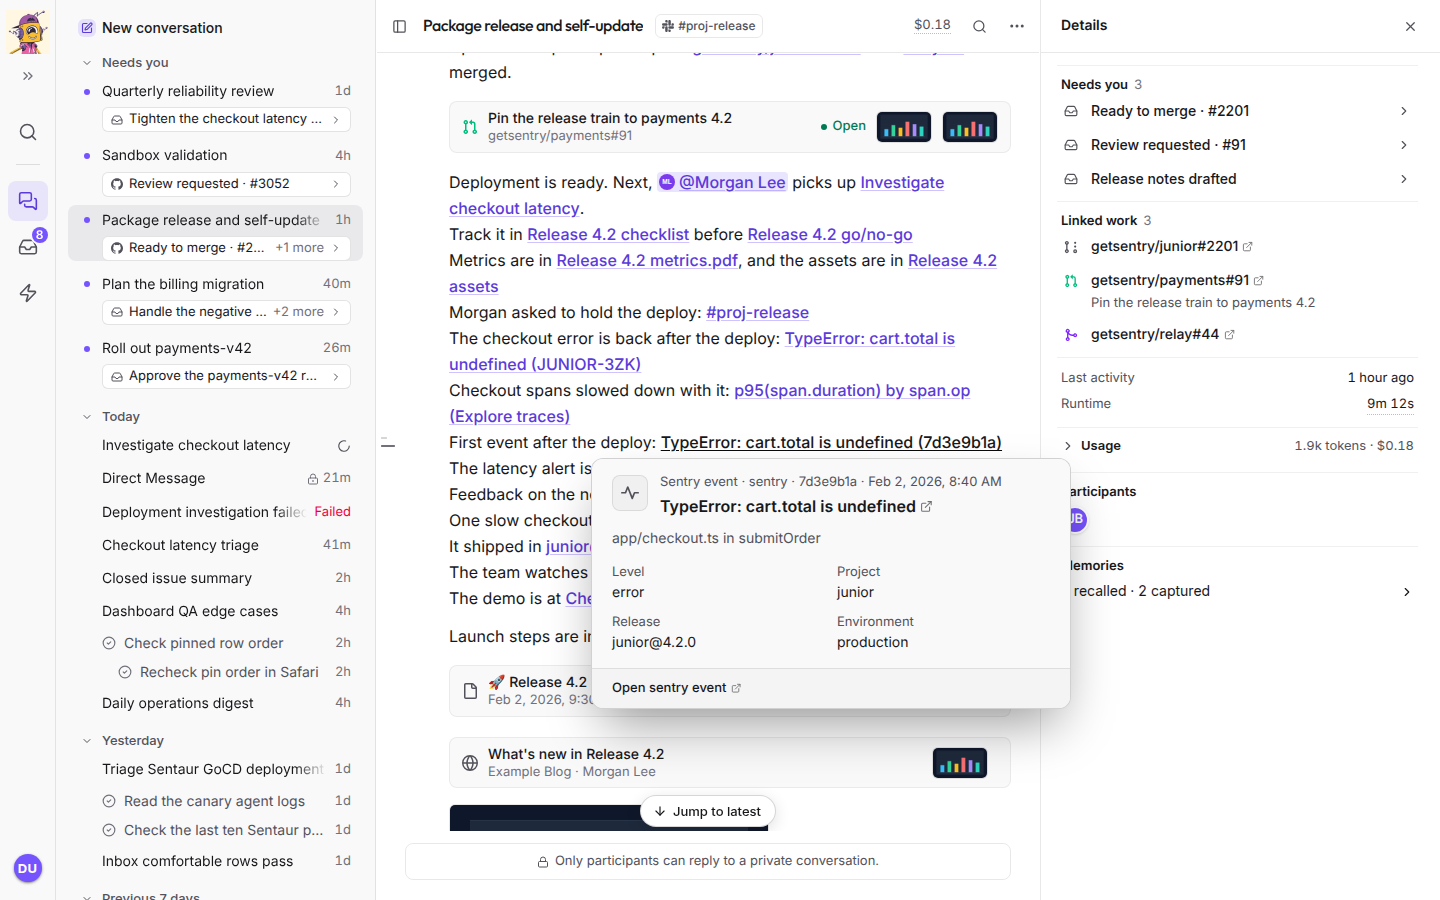 New conversation
Needs you
Quarterly reliability review 1d
Tighten the checkout latency ...
Sandbox validation 4h
Review requested · #3052
Package release and self-update 1h
Ready to merge · #2... +1 more
Plan the billing migration 40m
Handle the negative ... +2 more
Roll out payments-v42 26m
Approve the payments-v42 r...
Today
Investigate checkout latency
Direct Message 21m
Deployment investigation failed Failed
Checkout latency triage 41m
Closed issue summary 2h
Dashboard QA edge cases 4h
Check pinned row order 2h
Recheck pin order in Safari 2h
Daily operations digest 4h
Yesterday
Triage Sentaur GoCD deployment 1d
Read the canary agent logs 1d
Check the last ten Sentaur p... 1d
Inbox comfortable rows pass 1d
Previous 7 days
8
DU
Package release and self-update #proj-release $0.18
merged.
Pin the release train to payments 4.2
getsentry/payments#91
Open
Deployment is ready. Next, ML @Morgan Lee picks up Investigate
checkout latency.
Track it in Release 4.2 checklist before Release 4.2 go/no-go
Metrics are in Release 4.2 metrics.pdf, and the assets are in Release 4.2
assets
Morgan asked to hold the deploy: #proj-release
The checkout error is back after the deploy: TypeError: cart.total is
undefined (JUNIOR-3ZK)
Checkout spans slowed down with it: p95(span.duration) by span.op
(Explore traces)
First event after the deploy: TypeError: cart.total is undefined (7d3e9b1a)
The latency alert is
Feedback on the
One slow checkout
It shipped in junior
The team watches
The demo is at
Launch steps are
Sentry event · sentry · 7d3e9b1a · Feb 2, 2026, 8:40 AM
TypeError: cart.total is undefined
app/checkout.ts in submitOrder
Level
error
Project
junior
Release
junior@4.2.0
Environment
production
Open sentry event
🚀 Release 4.2
Feb 2, 2026,
What's new in Release 4.2
Example Blog · Morgan Lee
Jump to latest
Only participants can reply to a private conversation.
Details
Needs you 3
Ready to merge · #2201
Review requested · #91
Release notes drafted
Linked work 3
getsentry/junior#2201
getsentry/payments#91
Pin the release train to payments 4.2
getsentry/relay#44
Last activity 1 hour ago
Runtime 9m 12s
Usage 1.9k tokens · $0.18
articipants
JB
emories
recalled · 2 captured